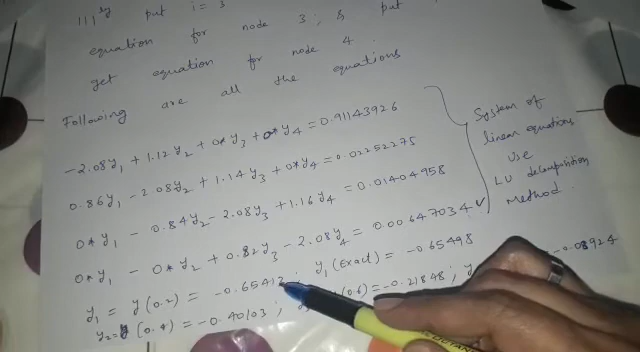 |||ly put i = 3
equation for node 3, & put
get equation for node 4.
Following are all the equations
-2.08y1 + 1.12y2 + 0*y3 + 0*y4 = 0.91143926
0.86y1 - 2.08y2 + 1.14y3 + 0*y4 = 0.02252275
0*y1 - 0.84y2 - 2.08y3 + 1.16y4 = 0.01404958
0*y1 - 0*y2 + 0.82y3 - 2.08y4 = 0.00647034 ✓
System of
linear equations
Use
LU decomposition
Method.
y1 = y(0.2) = -0.65413; y1(Exact) = -0.65498
y2 = y(0.4) = -0.40103; (0.6) = -0.21848; y -0.08924